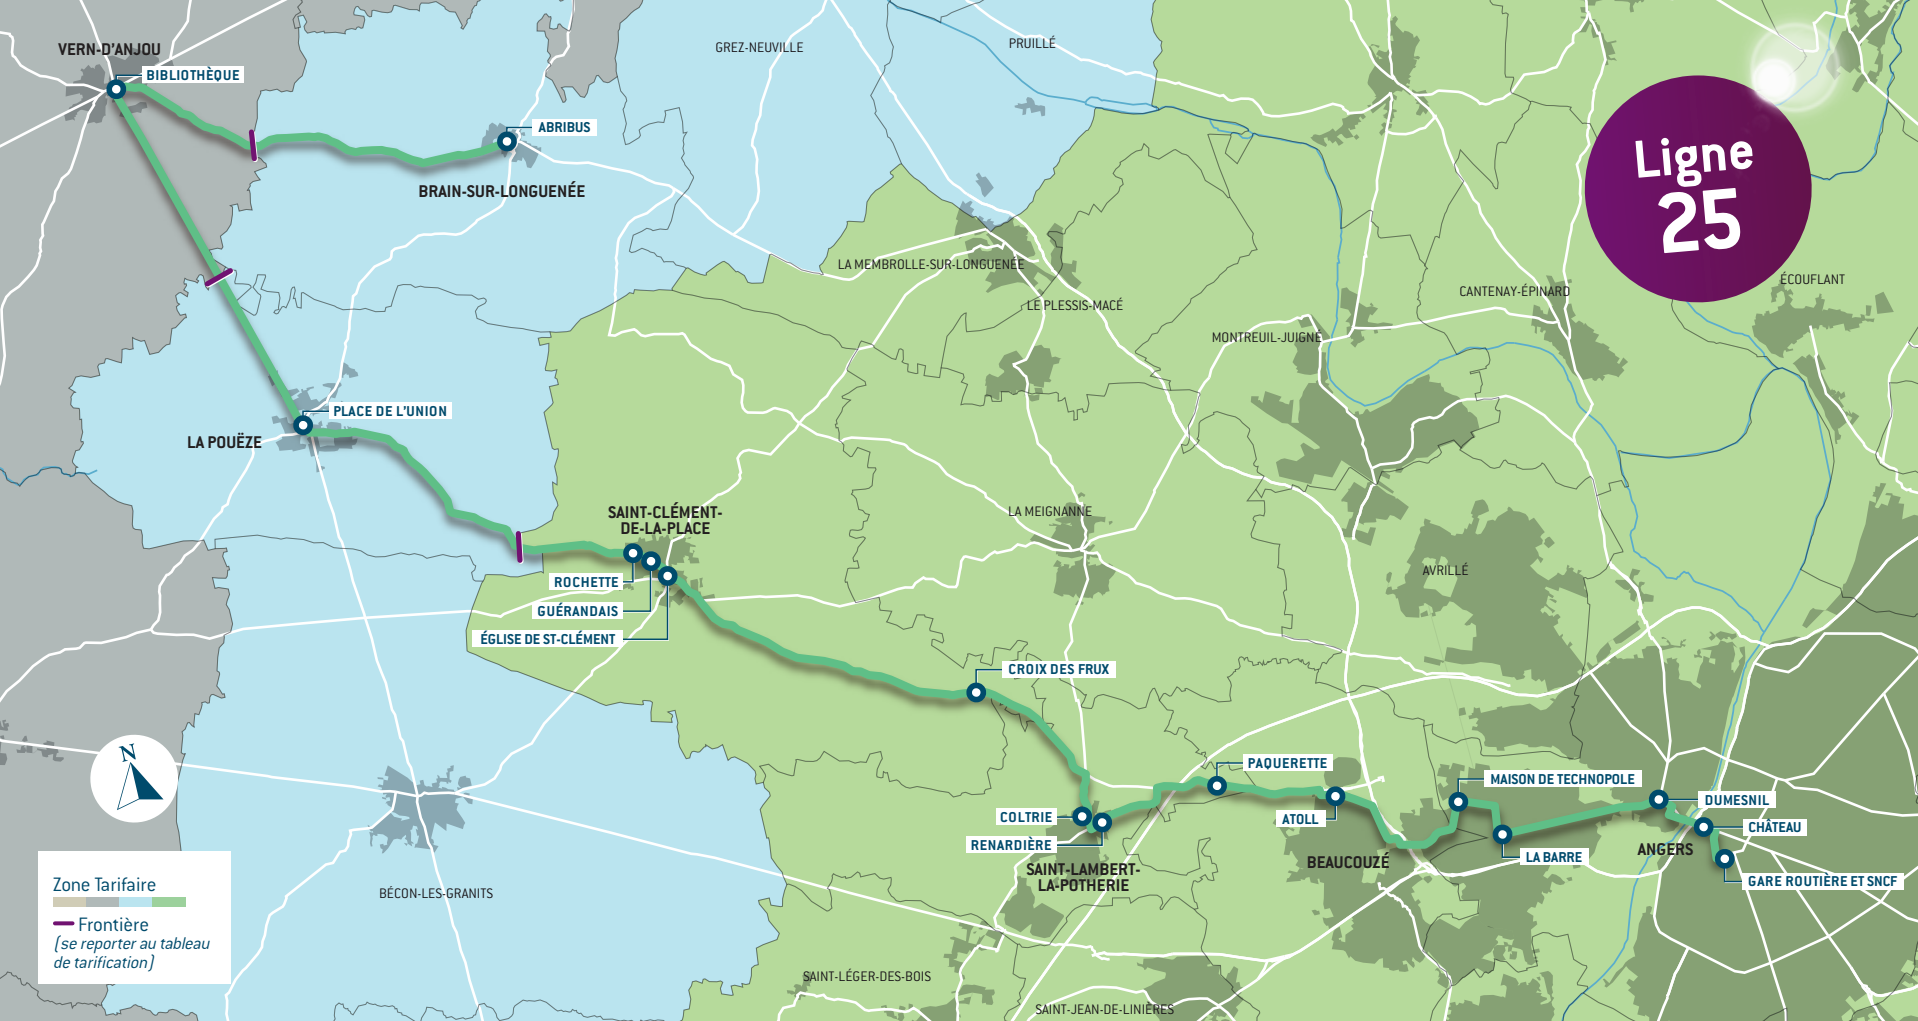 VERN-D'ANJOU
BIBLIOTHÈQUE
GREZ-NEUVILLE
PRUILLÉ
ABRIBUS
BRAIN-SUR-LONGUENÉE
Ligne
25
LA MEMBROLLE-SUR-LONGUENÉE
LE PLESSIS-MACÉ
CANTENAY-ÉPINARD
ÉCOUFLANT
MONTREUIL-JUIGNÉ
PLACE DE L'UNION
LA POUËZE
SAINT-CLÉMENT-
DE-LA-PLACE
LA MEIGNANNE
AVRILLÉ
ROCHETTE
GUÉRANDAIS
ÉGLISE DE ST-CLÉMENT
CROIX DES FRUX
PAQUERETTE
MAISON DE TECHNOPOLE
DUMESNIL
COLTRIE
ATOLL
CHÂTEAU
RENARDIÈRE
LA BARRE
ANGERS
BEAUCOUZÉ
SAINT-LAMBERT-
LA-POTHERIE
GARE ROUTIÈRE ET SNCF
N
BÉCON-LES-GRANITS
SAINT-LÉGER-DES-BOIS
SAINT-JEAN-DE-LINIÈRES
Zone Tarifaire
Frontière
(se reporter au tableau
de tarification)